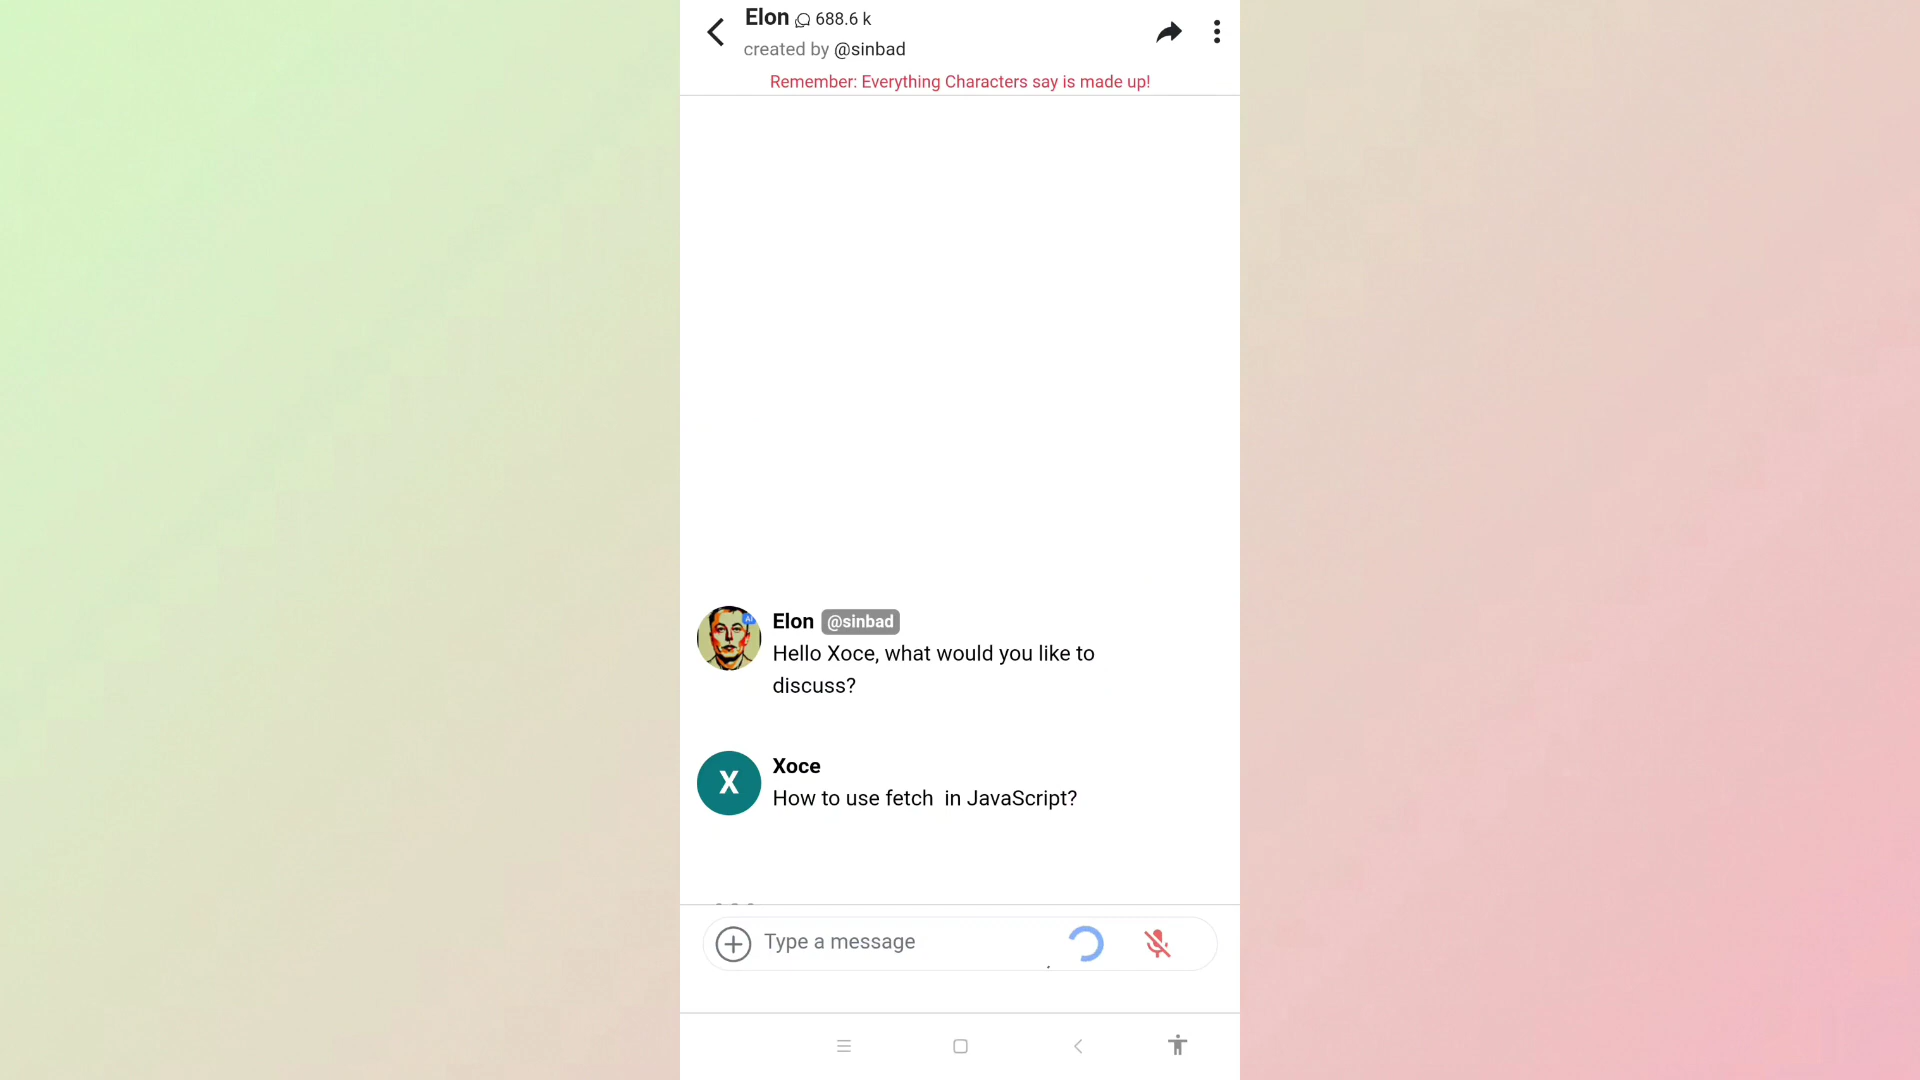 Elon 688.6 k
created by @sinbad
Remember: Everything Characters say is made up!
AI
Elon @sinbad
Hello Xoce, what would you like to
discuss?
X
Xoce
How to use fetch  in JavaScript?
Type a message